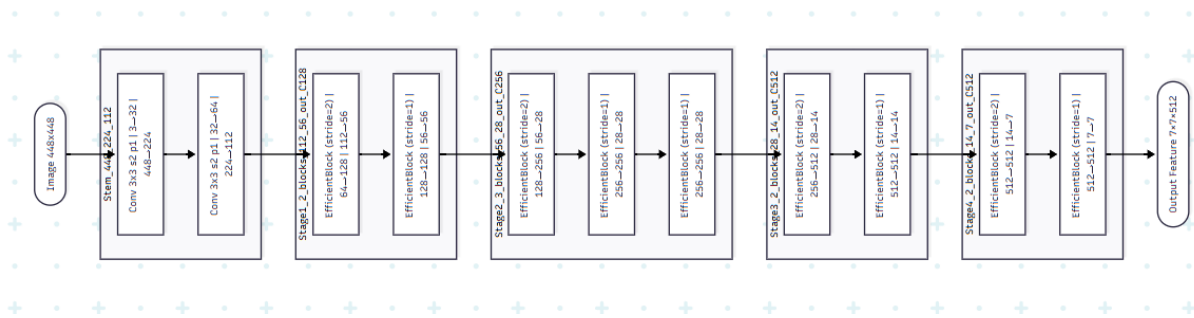 Image 448x448
Stem_448_224_112
Conv 3x3 s2 p1 | 3→32 |
448→224
Conv 3x3 s2 p1 | 32→64 |
224→112
Stage1_2_blocks_112_56_out_C128
EfficientBlock (stride=2) |
64→128 | 112→56
EfficientBlock (stride=1) |
128→128 | 56→56
Stage2_3_blocks_56_28_out_C256
EfficientBlock (stride=2) |
128→256 | 56→28
EfficientBlock (stride=1) |
256→256 | 28→28
EfficientBlock (stride=1) |
256→256 | 28→28
Stage3_2_blocks_28_14_out_C512
EfficientBlock (stride=2) |
256→512 | 28→14
EfficientBlock (stride=1) |
512→512 | 14→14
Stage4_2_blocks_14_7_out_C512
EfficientBlock (stride=2) |
512→512 | 14→7
EfficientBlock (stride=1) |
512→512 | 7→7
Output Feature 7×7×512